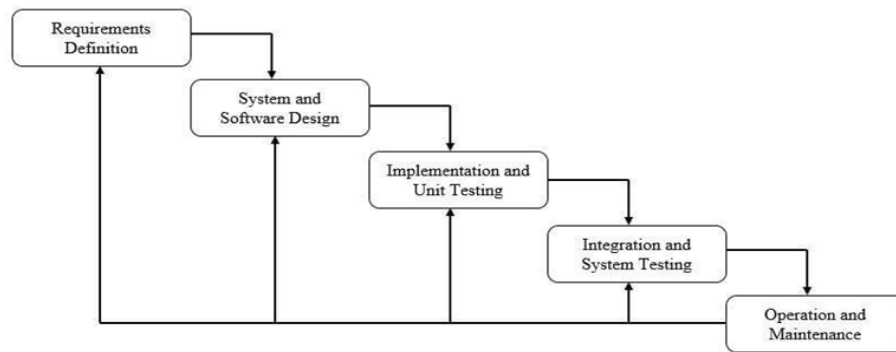 Requirements
Definition
System and
Software Design
Implementation and
Unit Testing
Integration and
System Testing
Operation and
Maintenance